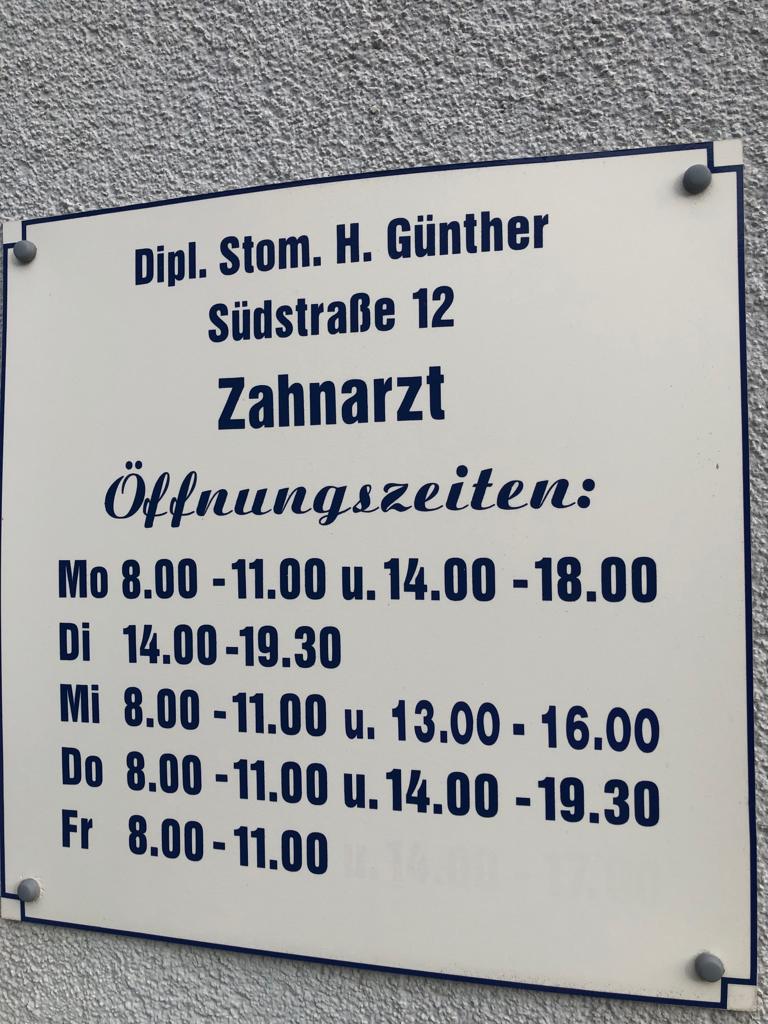 Dipl. Stom. H. Günther
Südstraße 12
Zahnarzt
Öffnungszeiten:
Mo 8.00 - 11.00 u. 14.00 - 18.00
Di 14.00 - 19.30
Mi 8.00 - 11.00 u. 13.00 - 16.00
Do 8.00 - 11.00 u. 14.00 - 19.30
Fr 8.00 - 11.00